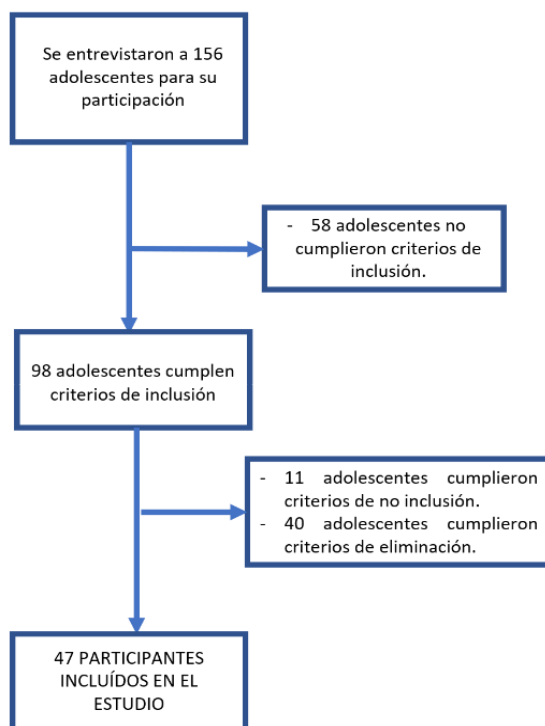 Se entrevistaron a 156
adolescentes para su
participación
- 58 adolescentes no
cumplieron criterios de
inclusión.
98 adolescentes cumplen
criterios de inclusión
- 11 adolescentes cumplieron
criterios de no inclusión.
- 40 adolescentes cumplieron
criterios de eliminación.
47 PARTICIPANTES
INCLUÍDOS EN EL
ESTUDIO